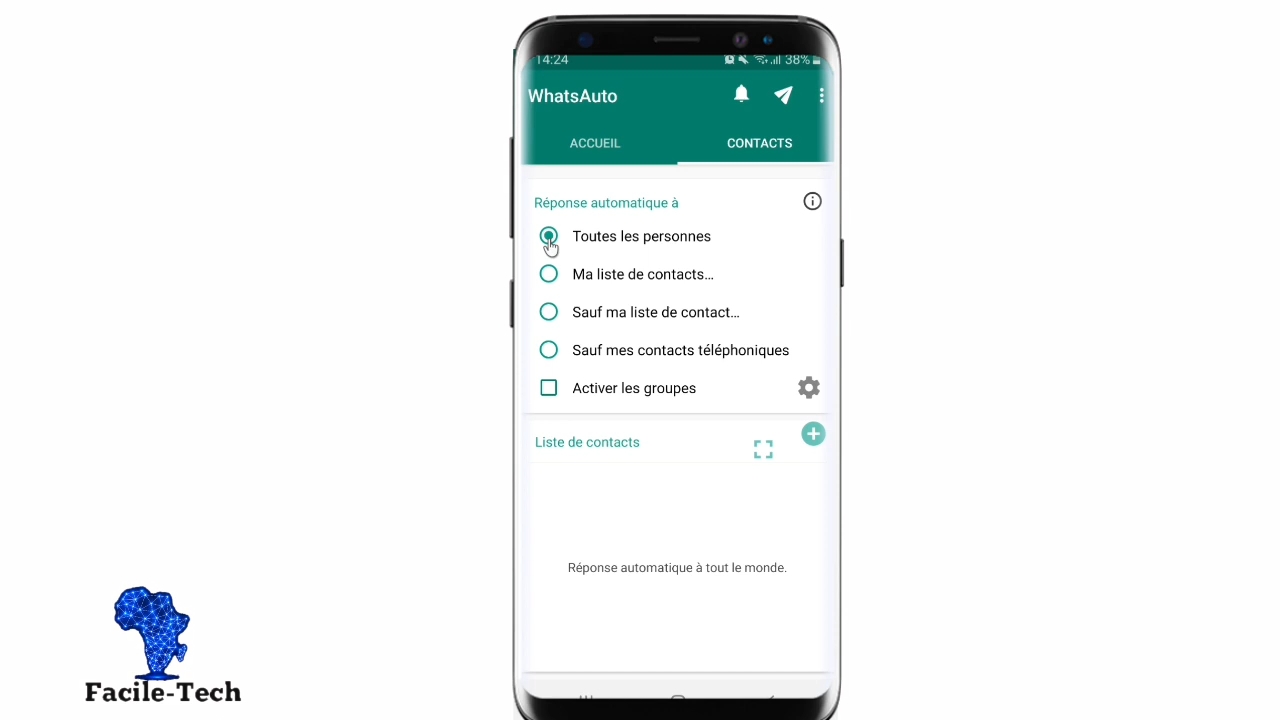 14:24
38%
WhatsAuto
ACCUEIL
CONTACTS
Réponse automatique à
Toutes les personnes
Ma liste de contacts…
Sauf ma liste de contact…
Sauf mes contacts téléphoniques
Activer les groupes
Liste de contacts
Réponse automatique à tout le monde.
Facile-Tech